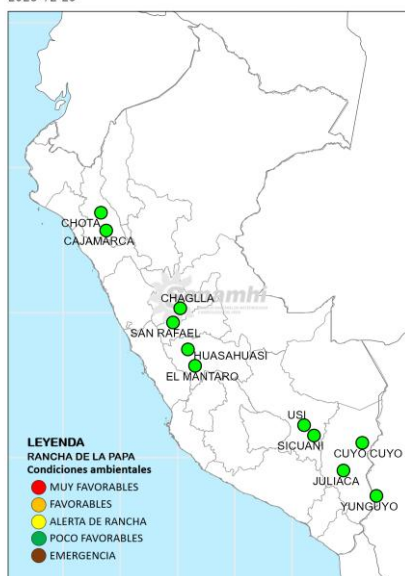 CHOTA
CAJAMARCA
CHAGLLA
SAN RAFAEL
HUASAHUASI
EL MANTARO
USI
SICUANI
CUYO CUYO
JULIACA
YUNGUYO
LEYENDA
RANCHA DE LA PAPA
Condiciones ambientales
MUY FAVORABLES
FAVORABLES
ALERTA DE RANCHA
POCO FAVORABLES
EMERGENCIA